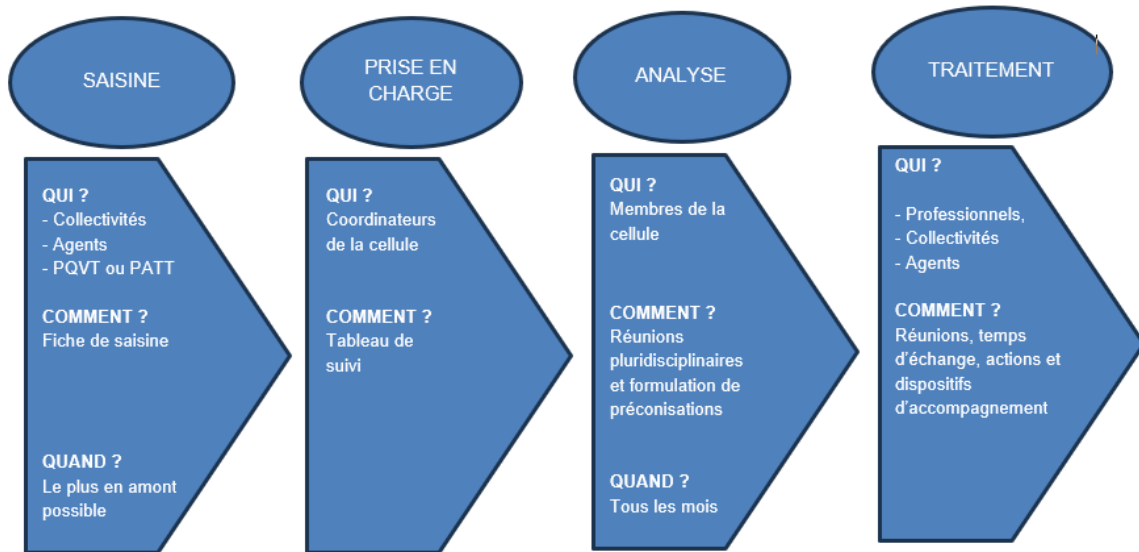 SAISINE
QUI ?
- Collectivités
- Agents
- PQVT ou PATT
COMMENT ?
Fiche de saisine
QUAND ?
Le plus en amont
possible
PRISE EN
CHARGE
QUI ?
Coordinateurs
de la cellule
COMMENT ?
Tableau de
suivi
ANALYSE
QUI ?
Membres de la
cellule
COMMENT ?
Réunions
pluridisciplinaires
et formulation de
préconisations
QUAND ?
Tous les mois
TRAITEMENT
QUI ?
- Professionnels,
- Collectivités
- Agents
COMMENT ?
Réunions, temps
d’échange, actions et
dispositifs
d’accompagnement